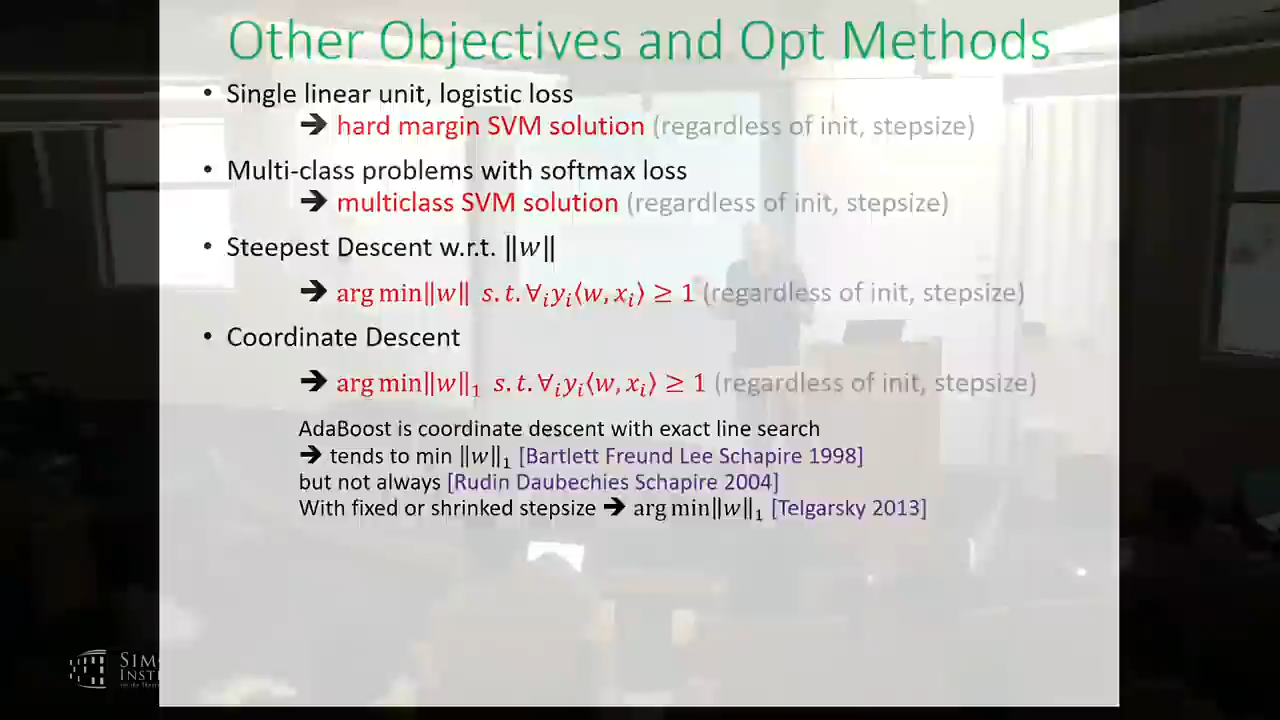 Other Objectives and Opt Methods
• Single linear unit, logistic loss
➔ hard margin SVM solution (regardless of init, stepsize)
• Multi-class problems with softmax loss
➔ multiclass SVM solution (regardless of init, stepsize)
• Steepest Descent w.r.t. ‖w‖
➔ arg min‖w‖ s.t. ∀ᵢyᵢ⟨w, xᵢ⟩ ≥ 1 (regardless of init, stepsize)
• Coordinate Descent
➔ arg min‖w‖₁ s.t. ∀ᵢyᵢ⟨w, xᵢ⟩ ≥ 1 (regardless of init, stepsize)
AdaBoost is coordinate descent with exact line search
➔ tends to min ‖w‖₁ [Bartlett Freund Lee Schapire 1998]
but not always [Rudin Daubechies Schapire 2004]
With fixed or shrinked stepsize ➔ arg min‖w‖₁ [Telgarsky 2013]